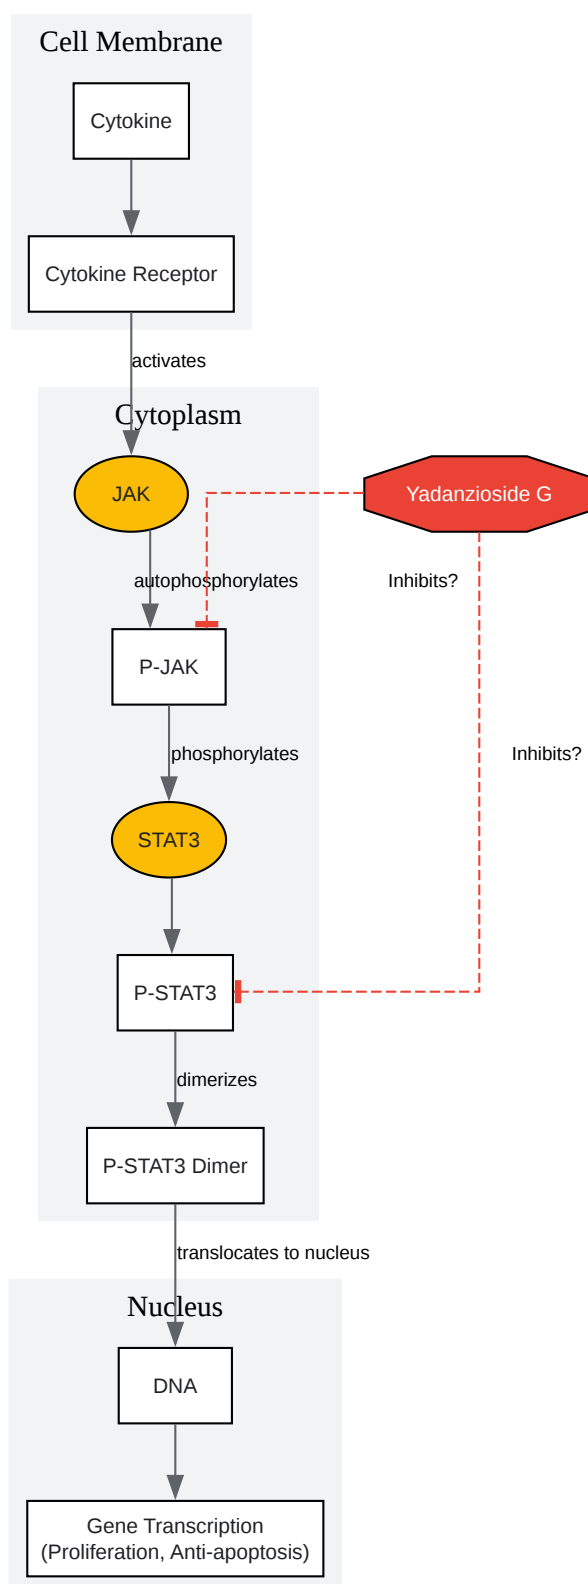 Cell Membrane
Cytokine
Cytokine Receptor
activates
Cytoplasm
JAK
Yadanzioside G
autophosphorylates
Inhibits?
P-JAK
phosphorylates
Inhibits?
STAT3
P-STAT3
dimerizes
P-STAT3 Dimer
translocates to nucleus
Nucleus
DNA
Gene Transcription
(Proliferation, Anti-apoptosis)